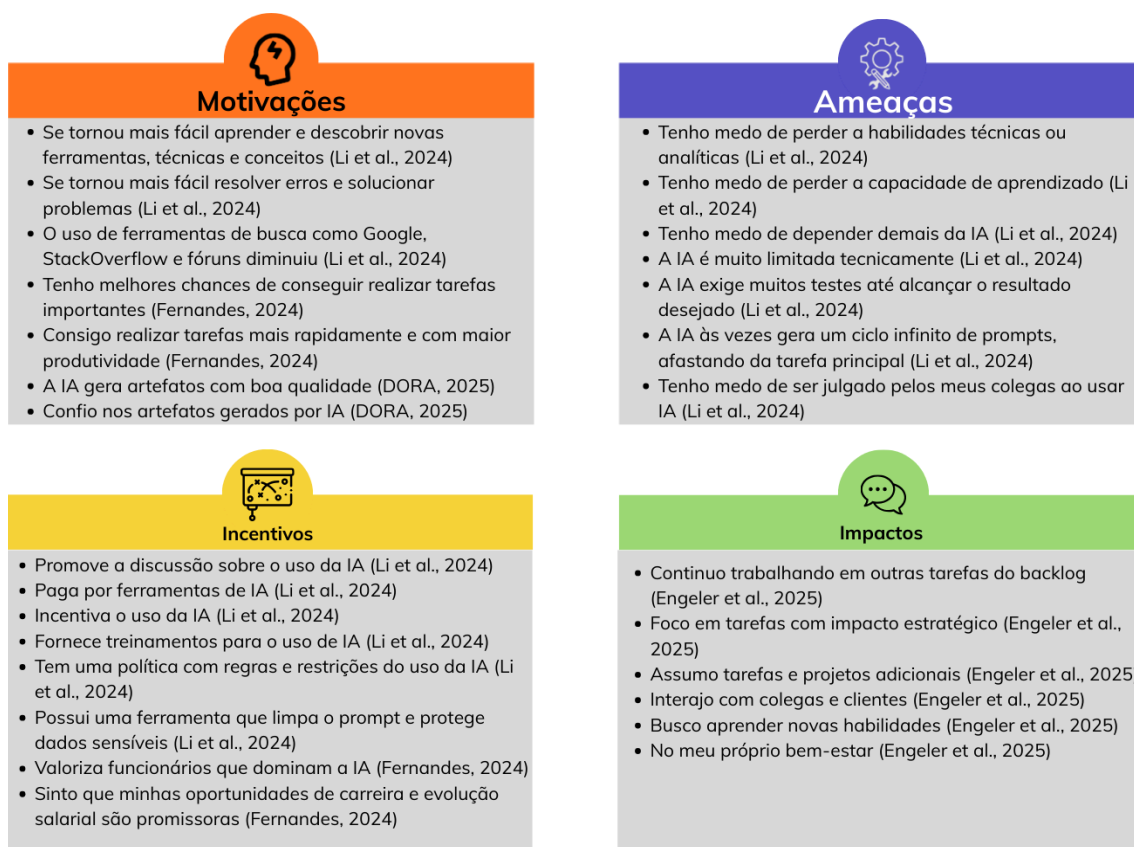 Motivações
• Se tornou mais fácil aprender e descobrir novas
ferramentas, técnicas e conceitos (Li et al., 2024)
• Se tornou mais fácil resolver erros e solucionar
problemas (Li et al., 2024)
• O uso de ferramentas de busca como Google,
StackOverflow e fóruns diminuiu (Li et al., 2024)
• Tenho melhores chances de conseguir realizar tarefas
importantes (Fernandes, 2024)
• Consigo realizar tarefas mais rapidamente e com maior
produtividade (Fernandes, 2024)
• A IA gera artefatos com boa qualidade (DORA, 2025)
• Confio nos artefatos gerados por IA (DORA, 2025)
Ameaças
• Tenho medo de perder a habilidades técnicas ou
analíticas (Li et al., 2024)
• Tenho medo de perder a capacidade de aprendizado (Li
et al., 2024)
• Tenho medo de depender demais da IA (Li et al., 2024)
• A IA é muito limitada tecnicamente (Li et al., 2024)
• A IA exige muitos testes até alcançar o resultado
desejado (Li et al., 2024)
• A IA às vezes gera um ciclo infinito de prompts,
afastando da tarefa principal (Li et al., 2024)
• Tenho medo de ser julgado pelos meus colegas ao usar
IA (Li et al., 2024)
Incentivos
• Promove a discussão sobre o uso da IA (Li et al., 2024)
• Paga por ferramentas de IA (Li et al., 2024)
• Incentiva o uso da IA (Li et al., 2024)
• Fornece treinamentos para o uso de IA (Li et al., 2024)
• Tem uma política com regras e restrições do uso da IA (Li
et al., 2024)
• Possui uma ferramenta que limpa o prompt e protege
dados sensíveis (Li et al., 2024)
• Valoriza funcionários que dominam a IA (Fernandes, 2024)
• Sinto que minhas oportunidades de carreira e evolução
salarial são promissoras (Fernandes, 2024)
Impactos
• Continuo trabalhando em outras tarefas do backlog
(Engeler et al., 2025)
• Foco em tarefas com impacto estratégico (Engeler et al.,
2025)
• Assumo tarefas e projetos adicionais (Engeler et al., 2025
• Interajo com colegas e clientes (Engeler et al., 2025)
• Busco aprender novas habilidades (Engeler et al., 2025)
• No meu próprio bem-estar (Engeler et al., 2025)